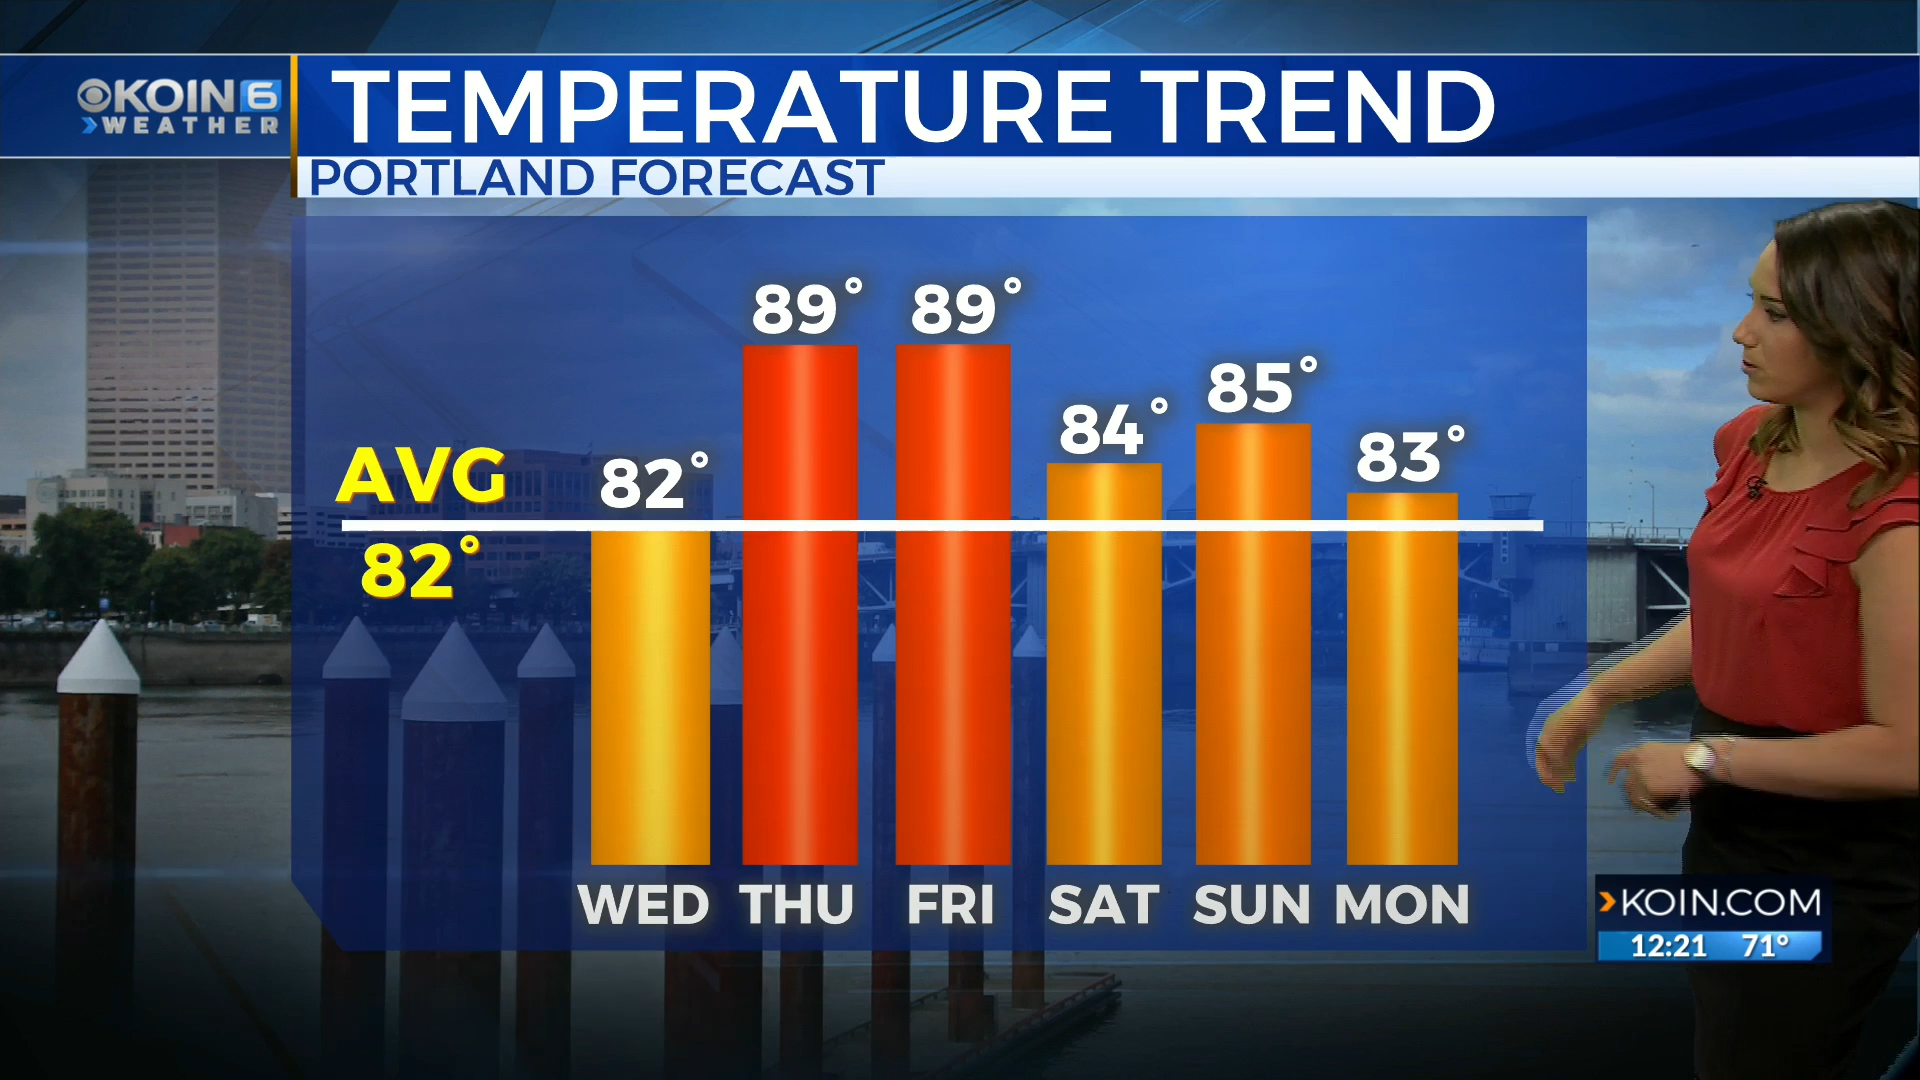 KOIN 6
WEATHER
TEMPERATURE TREND
PORTLAND FORECAST
AVG
82°
82° 89° 89° 84° 85° 83°
WED THU FRI SAT SUN MON
KOIN.COM
12:21 71°